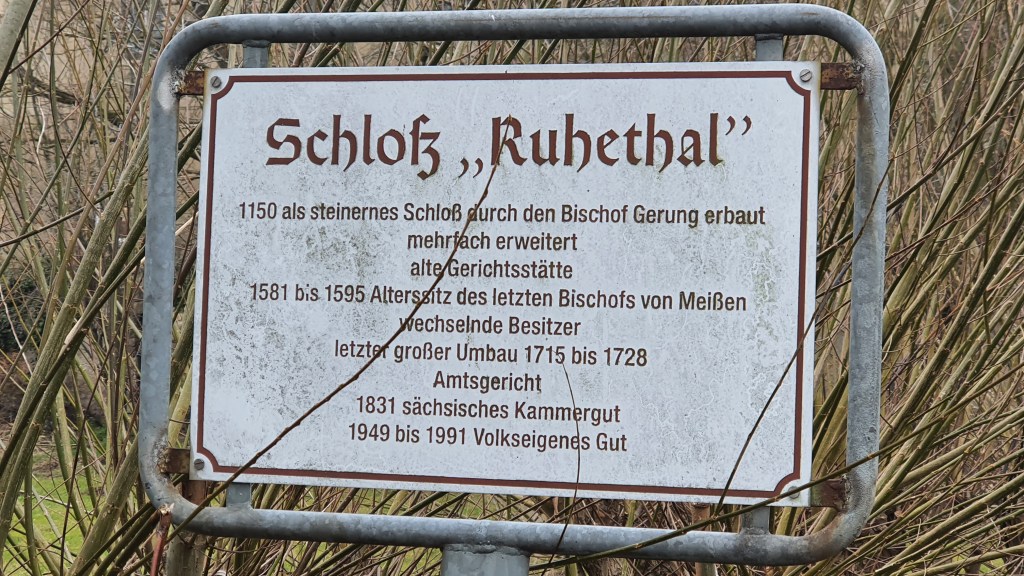 Schloß „Ruhethal”
1150 als steinernes Schloß durch den Bischof Gerung erbaut
mehrfach erweitert
alte Gerichtsstätte
1581 bis 1595 Alterssitz des letzten Bischofs von Meißen
wechselnde Besitzer
letzter großer Umbau 1715 bis 1728
Amtsgericht
1831 sächsisches Kammergut
1949 bis 1991 Volkseigenes Gut